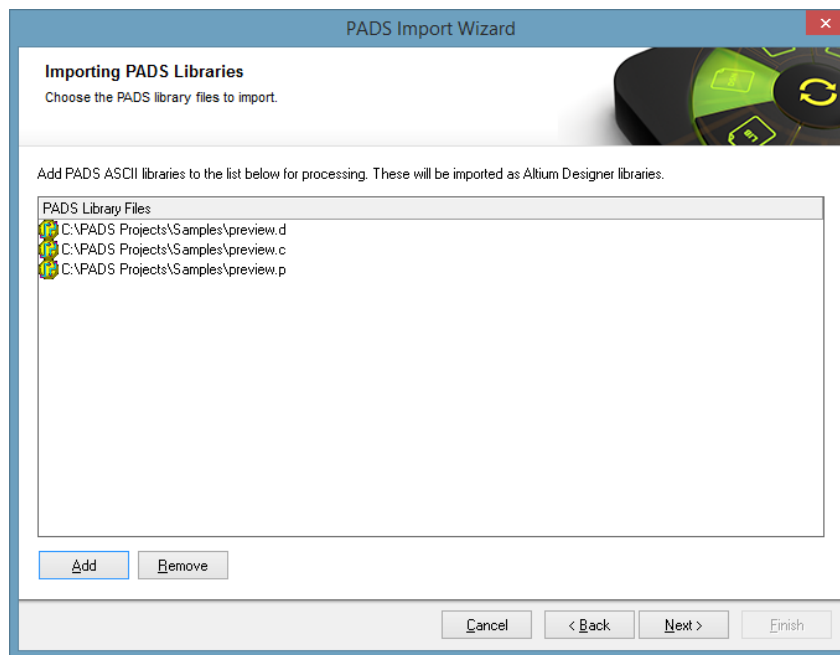 PADS Import Wizard
Importing PADS Libraries
Choose the PADS library files to import.
Add PADS ASCII libraries to the list below for processing. These will be imported as Altium Designer libraries.
PADS Library Files
C:\PADS Projects\Samples\preview.d
C:\PADS Projects\Samples\preview.c
C:\PADS Projects\Samples\preview.p
Add Remove
Cancel < Back Next > Finish